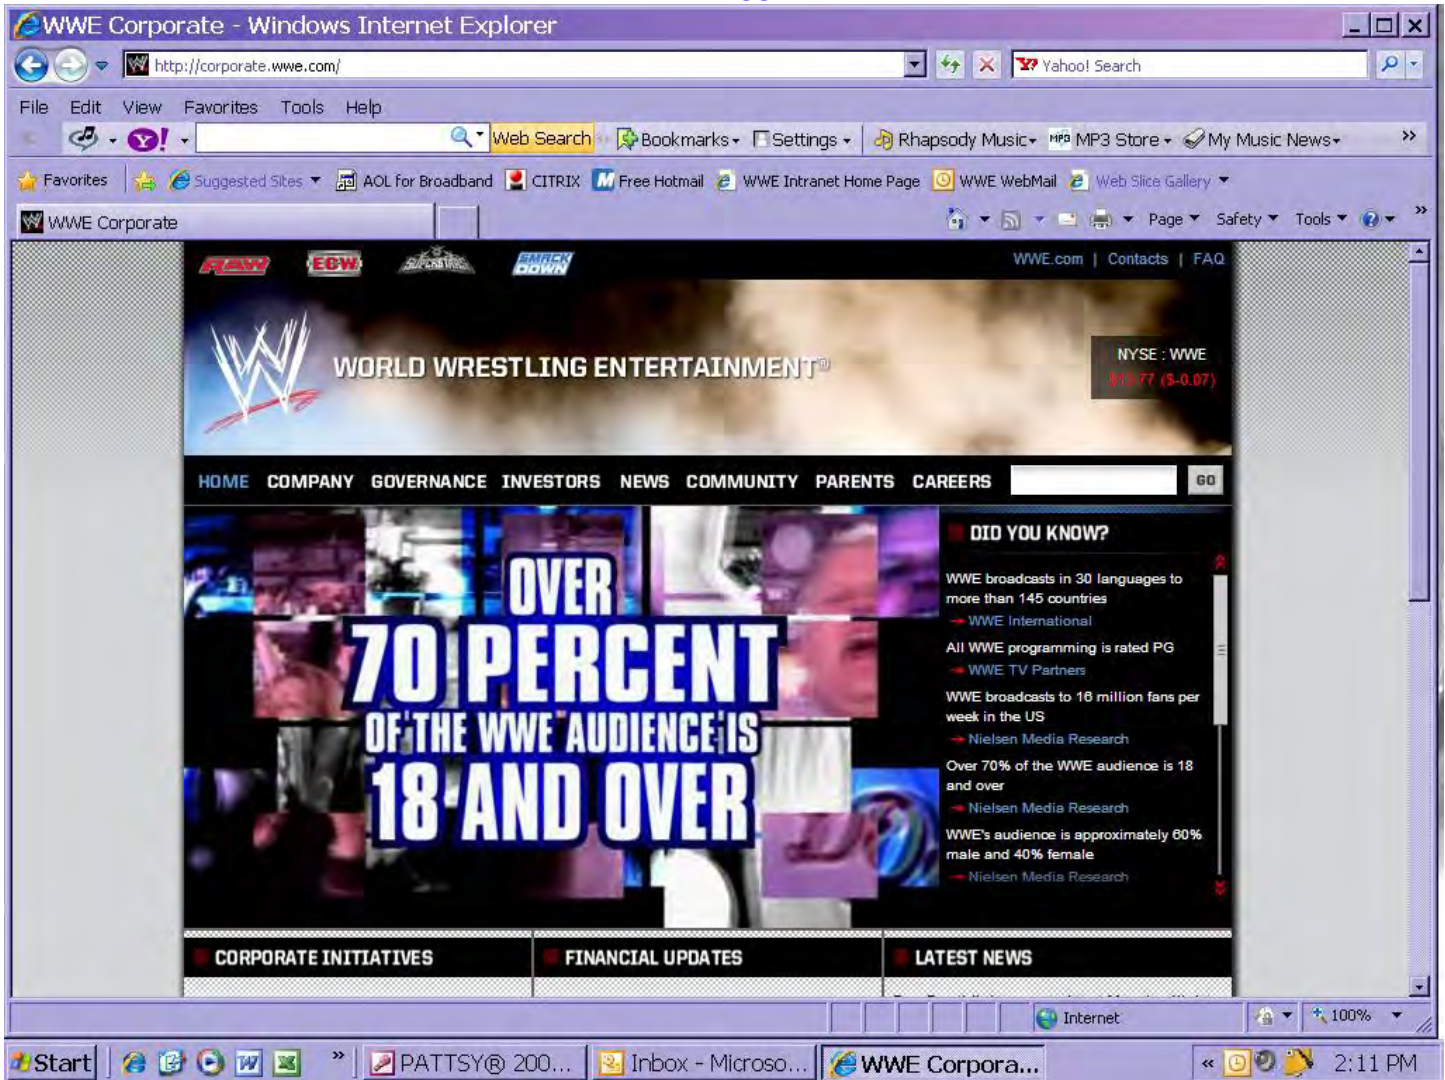 WWE Corporate - Windows Internet Explorer
http://corporate.wwe.com/
Yahoo! Search
File Edit View Favorites Tools Help
Web Search Bookmarks Settings Rhapsody Music MP3 MP3 Store My Music News »
Favorites Suggested Sites AOL for Broadband CITRIX Free Hotmail WWE Intranet Home Page WWE WebMail Web Slice Gallery
WWE Corporate Page Safety Tools »
RAW ECW SUPERSTARS SMACK DOWN WWE.com | Contacts | FAQ
WORLD WRESTLING ENTERTAINMENT®
NYSE : WWE
($-0.07)
HOME COMPANY GOVERNANCE INVESTORS NEWS COMMUNITY PARENTS CAREERS GO
OVER
70 PERCENT
OF THE WWE AUDIENCE IS
18 AND OVER
DID YOU KNOW?
WWE broadcasts in 30 languages to
more than 145 countries
WWE International
All WWE programming is rated PG
WWE TV Partners
WWE broadcasts to 16 million fans per
week in the US
Nielsen Media Research
Over 70% of the WWE audience is 18
and over
Nielsen Media Research
WWE's audience is approximately 60%
male and 40% female
Nielsen Media Research
CORPORATE INITIATIVES FINANCIAL UPDATES LATEST NEWS
Internet 100%
Start » PATTSY® 200... Inbox - Microso... WWE Corpora... « 2:11 PM